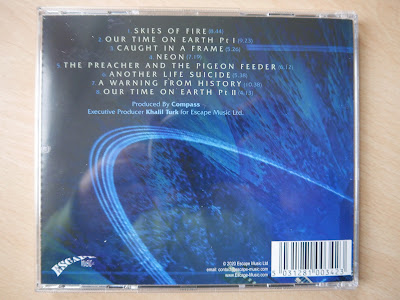 1. SKIES OF FIRE (8.44)
2. OUR TIME ON EARTH Pt I (9.23)
3. CAUGHT IN A FRAME (5.26)
4. NEON (7.19)
5. THE PREACHER AND THE PIGEON FEEDER (6.12)
6. ANOTHER LIFE SUICIDE (5.38)
7. A WARNING FROM HISTORY (10.38)
8. OUR TIME ON EARTH Pt II (6.13)
Produced By Compass
Executive Producer Khalil Turk for Escape Music Ltd.
ESCAPE
© 2020 Escape Music Ltd
email: contact@escape-music.com
www.Escape-Music.com